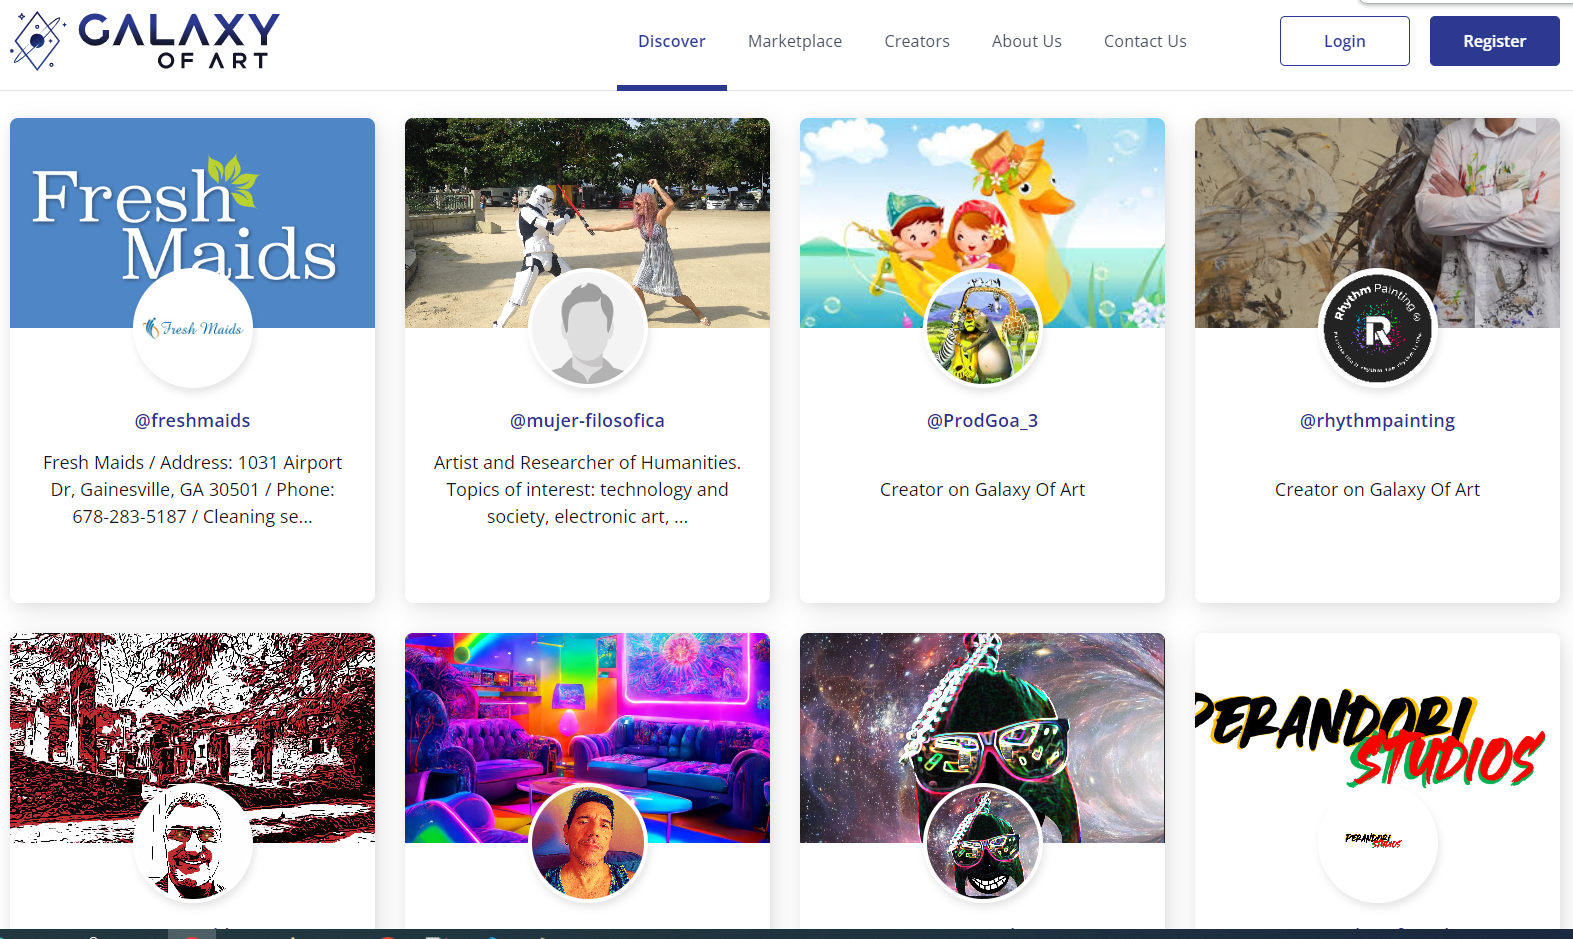 GALAXY
OF ART
Discover
Marketplace
Creators
About Us
Contact Us
Login
Register
Fresh
Maids
Fresh Maids
@freshmaids
Fresh Maids / Address: 1031 Airport
Dr, Gainesville, GA 30501 / Phone:
678-283-5187 / Cleaning se...
@mujer-filosofica
Artist and Researcher of Humanities.
Topics of interest: technology and
society, electronic art, ...
@ProdGoa_3
Creator on Galaxy Of Art
Rhythm Painting
R
@rhythmpainting
Creator on Galaxy Of Art
PERANDORI
STUDIOS
PERANDORI
STUDIOS